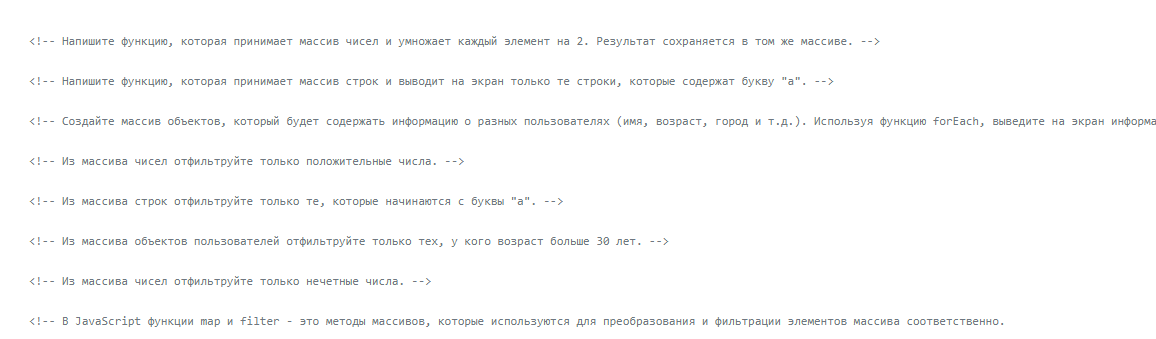 <!-- Напишите функцию, которая принимает массив чисел и умножает каждый элемент на 2. Результат сохраняется в том же массиве. -->
<!-- Напишите функцию, которая принимает массив строк и выводит на экран только те строки, которые содержат букву "а". -->
<!-- Создайте массив объектов, который будет содержать информацию о разных пользователях (имя, возраст, город и т.д.). Используя функцию forEach, выведите на экран информа
<!-- Из массива чисел отфильтруйте только положительные числа. -->
<!-- Из массива строк отфильтруйте только те, которые начинаются с буквы "а". -->
<!-- Из массива объектов пользователей отфильтруйте только тех, у кого возраст больше 30 лет. -->
<!-- Из массива чисел отфильтруйте только нечетные числа. -->
<!-- В JavaScript функции map и filter - это методы массивов, которые используются для преобразования и фильтрации элементов массива соответственно.